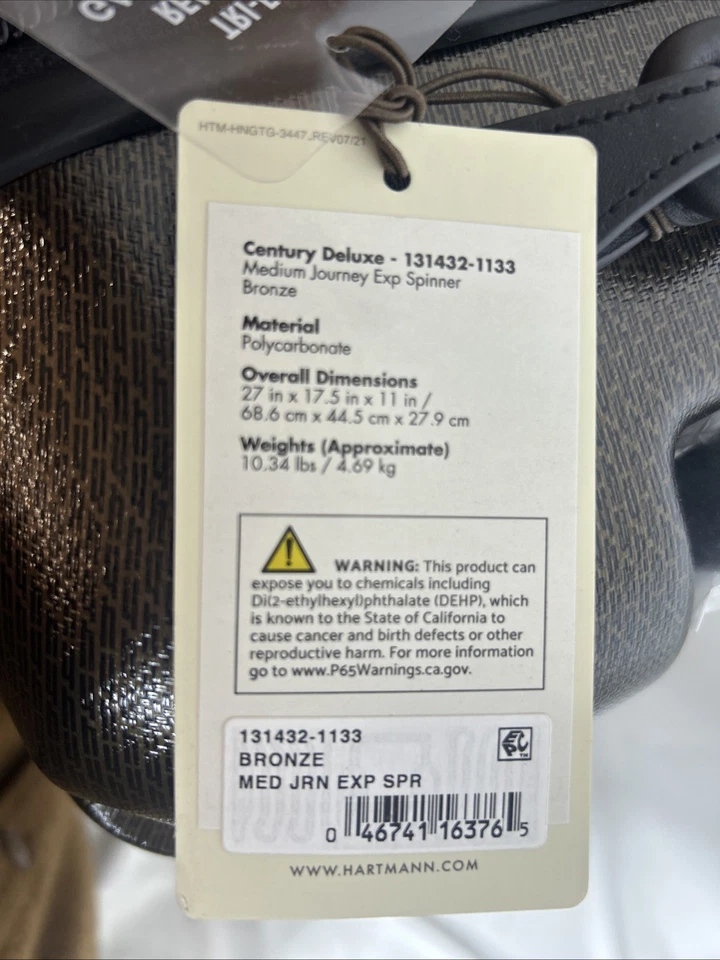 HTM-HNGTG-3447_REV07/21
Century Deluxe - 131432-1133
Medium Journey Exp Spinner
Bronze
Material
Polycarbonate
Overall Dimensions
27 in x 17.5 in x 11 in /
68.6 cm x 44.5 cm x 27.9 cm
Weights (Approximate)
10.34 lbs / 4.69 kg
WARNING: This product can
expose you to chemicals including
Di(2-ethylhexyl)phthalate (DEHP), which
is known to the State of California to
cause cancer and birth defects or other
reproductive harm. For more information
go to www.P65Warnings.ca.gov.
131432-1133
BRONZE
MED JRN EXP SPR
0 46741 16376 5
WWW.HARTMANN.COM